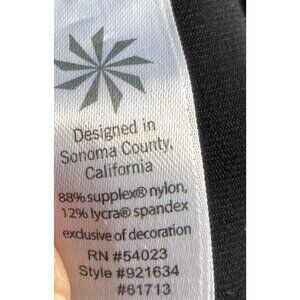 Designed in
Sonoma County,
California
88% supplex® nylon,
12% lycra® spandex
exclusive of decoration
RN #54023
Style #921634
#61713